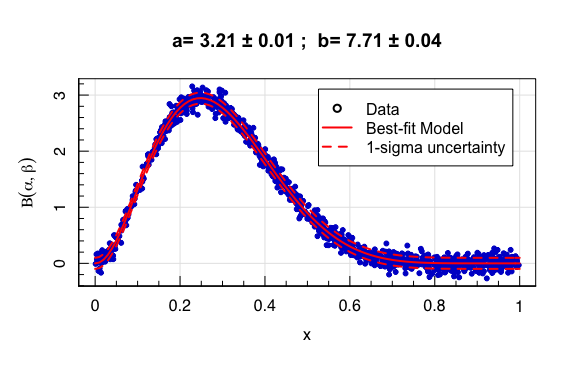 a= 3.21 ± 0.01 ;  b= 7.71 ± 0.04
B(α, β)
3
2
1
0
Data
Best-fit Model
1-sigma uncertainty
0 0.2 0.4 0.6 0.8 1
x